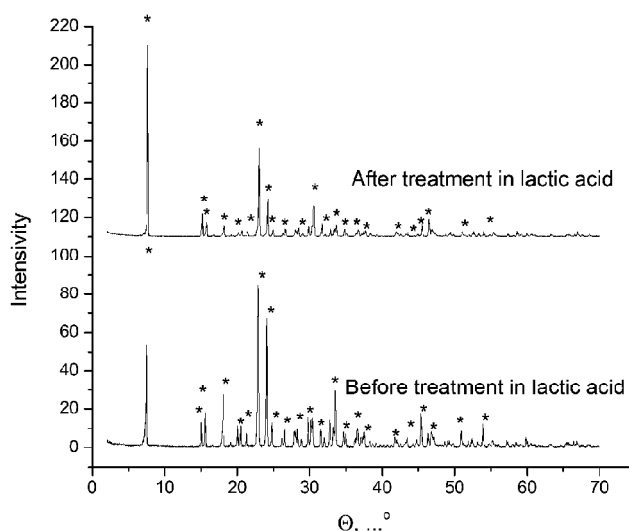 220
200
180
160
140
120
100
80
60
40
20
0
Intensivity
After treatment in lactic acid
Before treatment in lactic acid
0 10 20 30 40 50 60 70
Θ, ...°